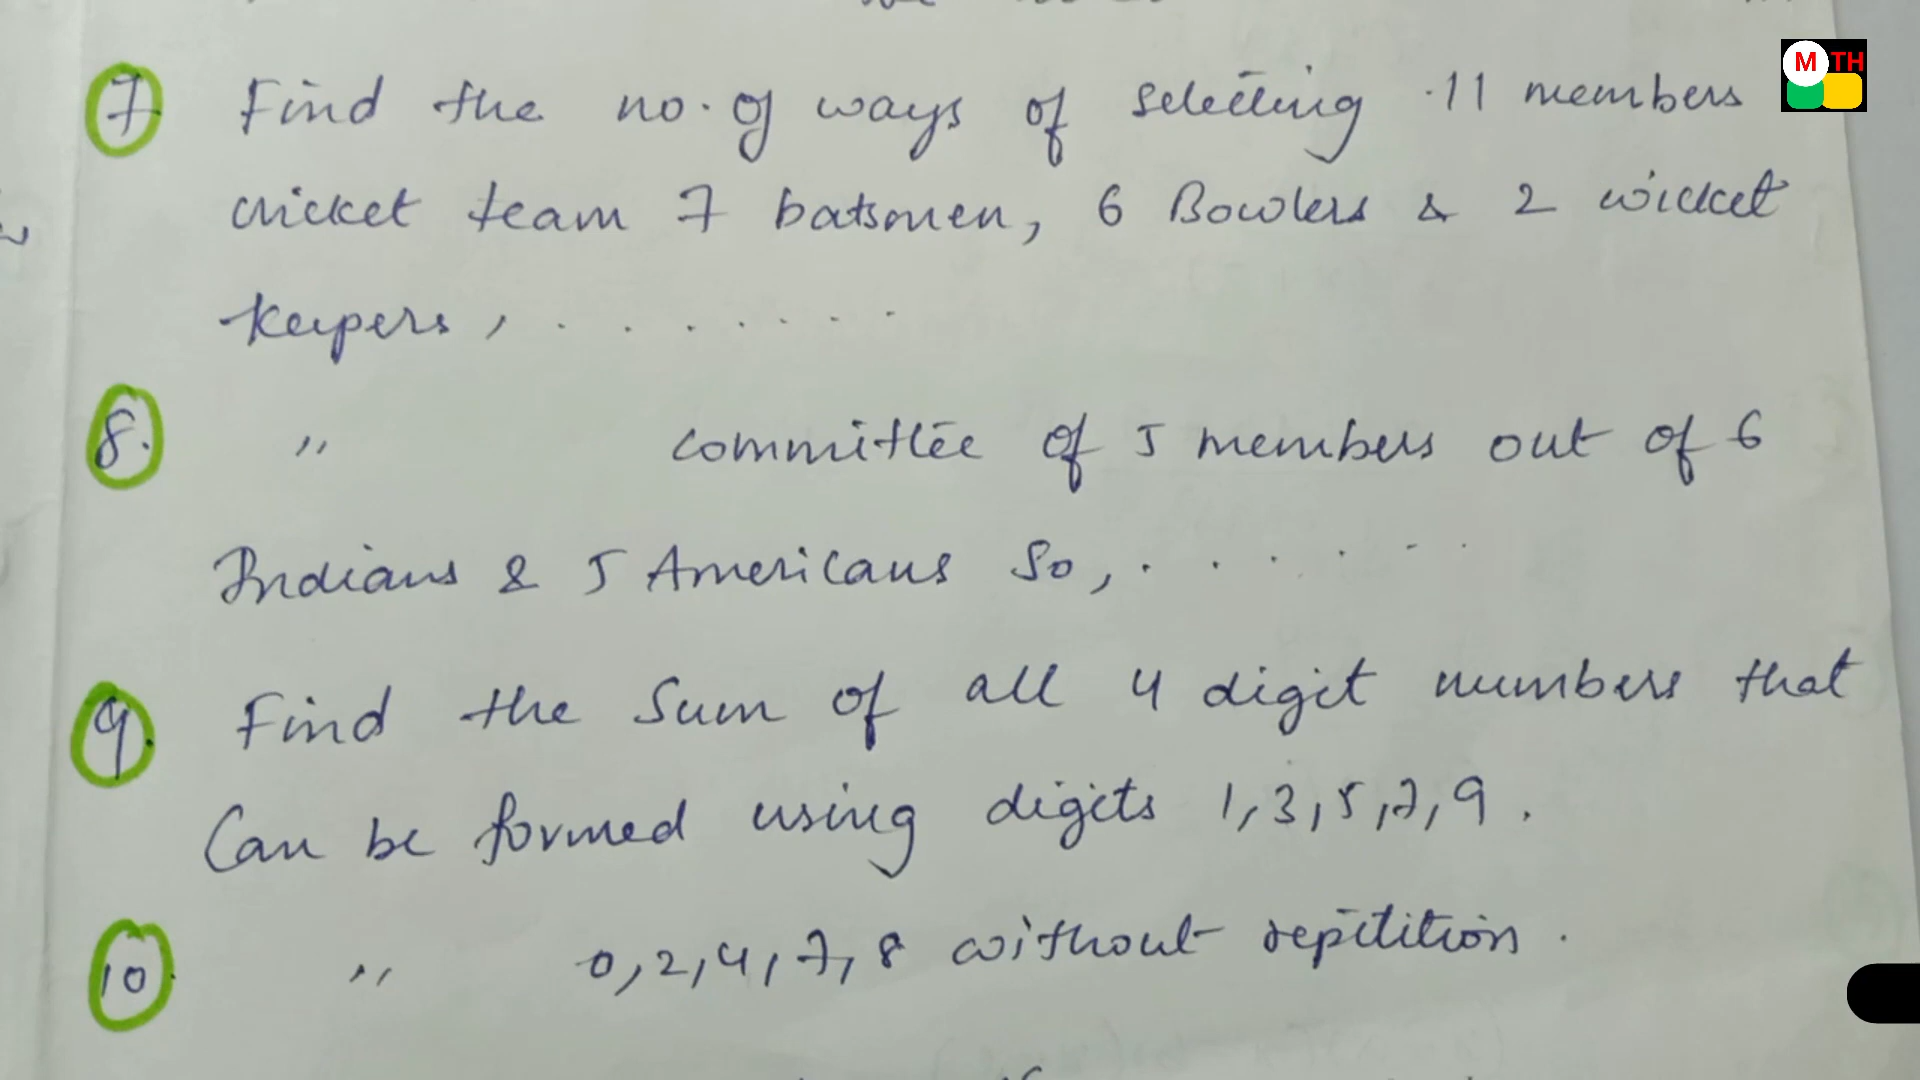 7 Find the no. of ways of selecting 11 members
M TH
cricket team 7 batsmen, 6 Bowlers & 2 wicket
keepers, . . . . . . .
8. " committee of 5 members out of 6
Indians & 5 Americans so, . . . . . .
9. Find the Sum of all 4 digit numbers that
Can be formed using digits 1,3,5,7,9.
10. " 0,2,4,7,8 without repitition.